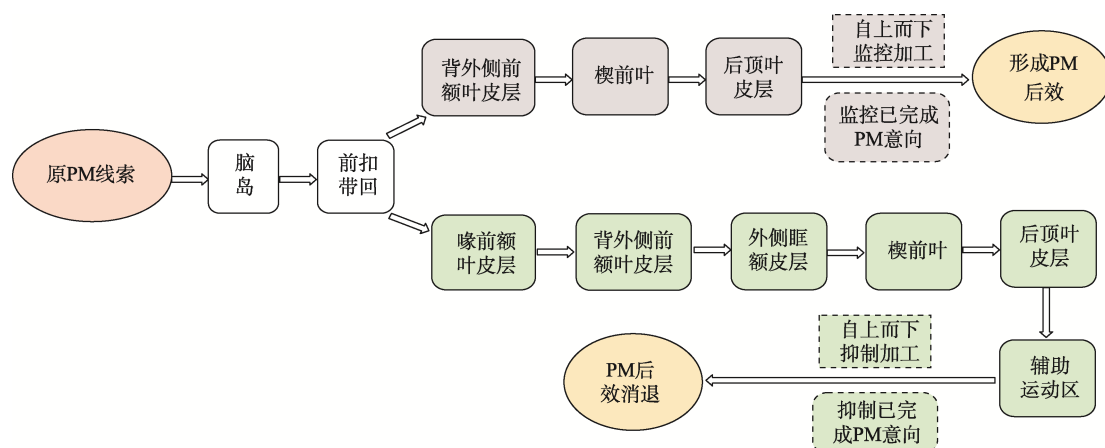 原PM线索
脑
岛
前扣
带回
背外侧前
额叶皮层
楔前叶
后顶叶
皮层
自上而下
监控加工
监控已完成
PM意向
形成PM
后效
喙前额
叶皮层
背外侧前
额叶皮层
外侧眶
额皮层
楔前叶
后顶叶
皮层
辅助
运动区
自上而下
抑制加工
抑制已完
成PM意向
PM后
效消退